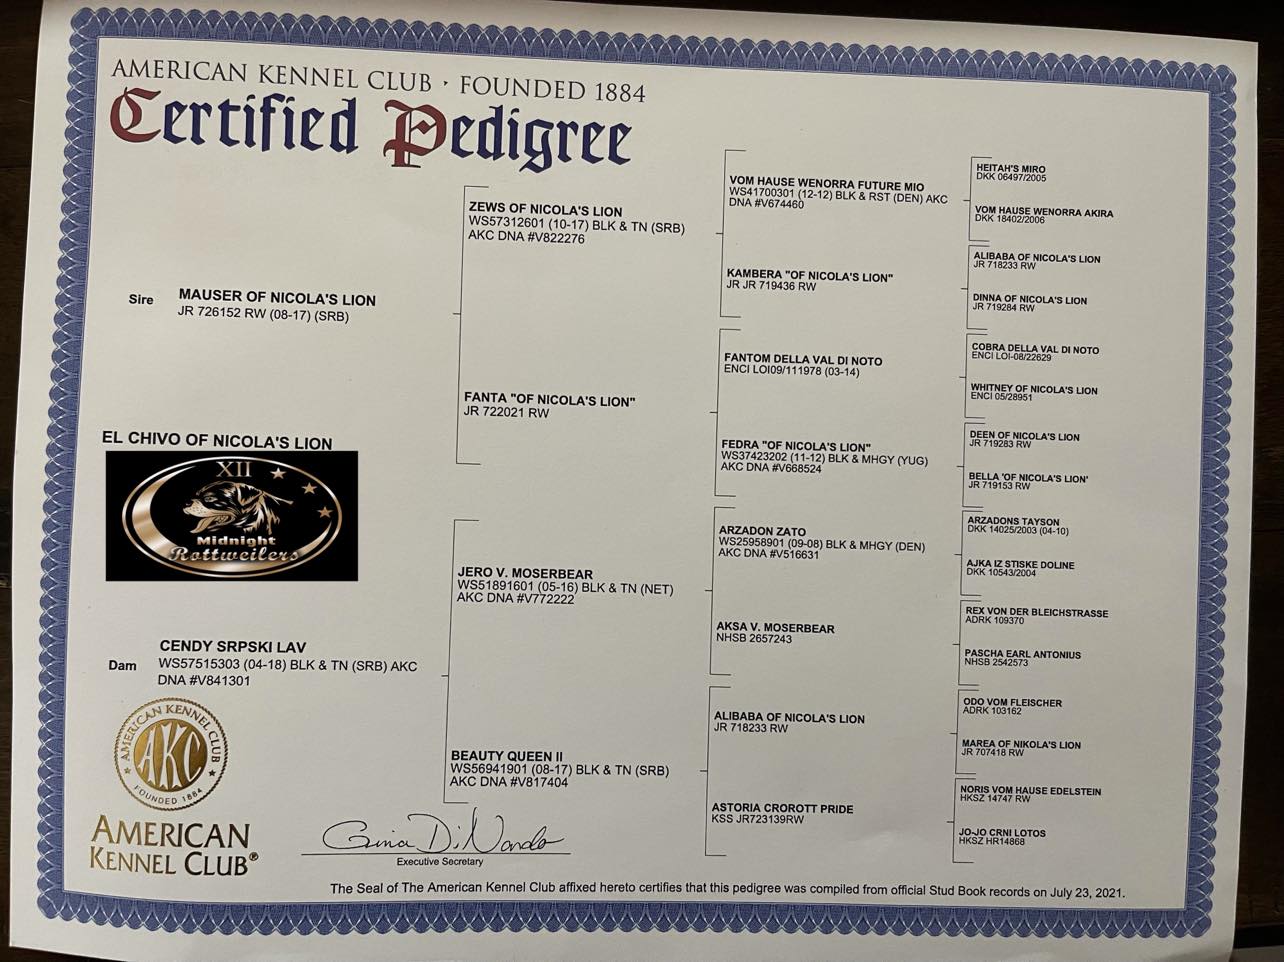 AMERICAN KENNEL CLUB · FOUNDED 1884
Certified Pedigree
Sire
MAUSER OF NICOLA'S LION
JR 726152 RW (08-17) (SRB)
EL CHIVO OF NICOLA'S LION
XII
Midnight
Rottweilers
Dam
CENDY SRPSKI LAV
WS57515303 (04-18) BLK & TN (SRB) AKC
DNA #V841301
ZEWS OF NICOLA'S LION
WS57312601 (10-17) BLK & TN (SRB)
AKC DNA #V822276
FANTA "OF NICOLA'S LION"
JR 722021 RW
JERO V. MOSERBEAR
WS51891601 (05-16) BLK & TN (NET)
AKC DNA #V772222
BEAUTY QUEEN II
WS56941901 (08-17) BLK & TN (SRB)
AKC DNA #V817404
VOM HAUSE WENORRA FUTURE MIO
WS41700301 (12-12) BLK & RST (DEN) AKC
DNA #V674460
KAMBERA "OF NICOLA'S LION"
JR JR 719436 RW
FANTOM DELLA VAL DI NOTO
ENCI LOI09/111978 (03-14)
FEDRA "OF NICOLA'S LION"
WS37423202 (11-12) BLK & MHGY (YUG)
AKC DNA #V668524
ARZADON ZATO
WS25958901 (09-08) BLK & MHGY (DEN)
AKC DNA #V516631
AKSA V. MOSERBEAR
NHSB 2657243
ALIBABA OF NICOLA'S LION
JR 718233 RW
ASTORIA CROROTT PRIDE
KSS JR723139RW
HEITAH'S MIRO
DKK 06497/2005
VOM HAUSE WENORRA AKIRA
DKK 18402/2006
ALIBABA OF NICOLA'S LION
JR 718233 RW
DINNA OF NICOLA'S LION
JR 719284 RW
COBRA DELLA VAL DI NOTO
ENCI LOI-08/22629
WHITNEY OF NICOLA'S LION
ENCI 05/28951
DEEN OF NICOLA'S LION
JR 719283 RW
BELLA 'OF NICOLA'S LION'
JR 719153 RW
ARZADONS TAYSON
DKK 14025/2003 (04-10)
AJKA IZ STISKE DOLINE
DKK 10543/2004
REX VON DER BLEICHSTRASSE
ADRK 109370
PASCHA EARL ANTONIUS
NHSB 2542573
ODO VOM FLEISCHER
ADRK 103162
MAREA OF NIKOLA'S LION
JR 707418 RW
NORIS VOM HAUSE EDELSTEIN
HKSZ 14747 RW
JO-JO CRNI LOTOS
HKSZ HR14868
AMERICAN KENNEL CLUB
AKC
FOUNDED 1884
AMERICAN
KENNEL CLUB®
Gina DiNardo
Executive Secretary
The Seal of The American Kennel Club affixed hereto certifies that this pedigree was compiled from official Stud Book records on July 23, 2021.